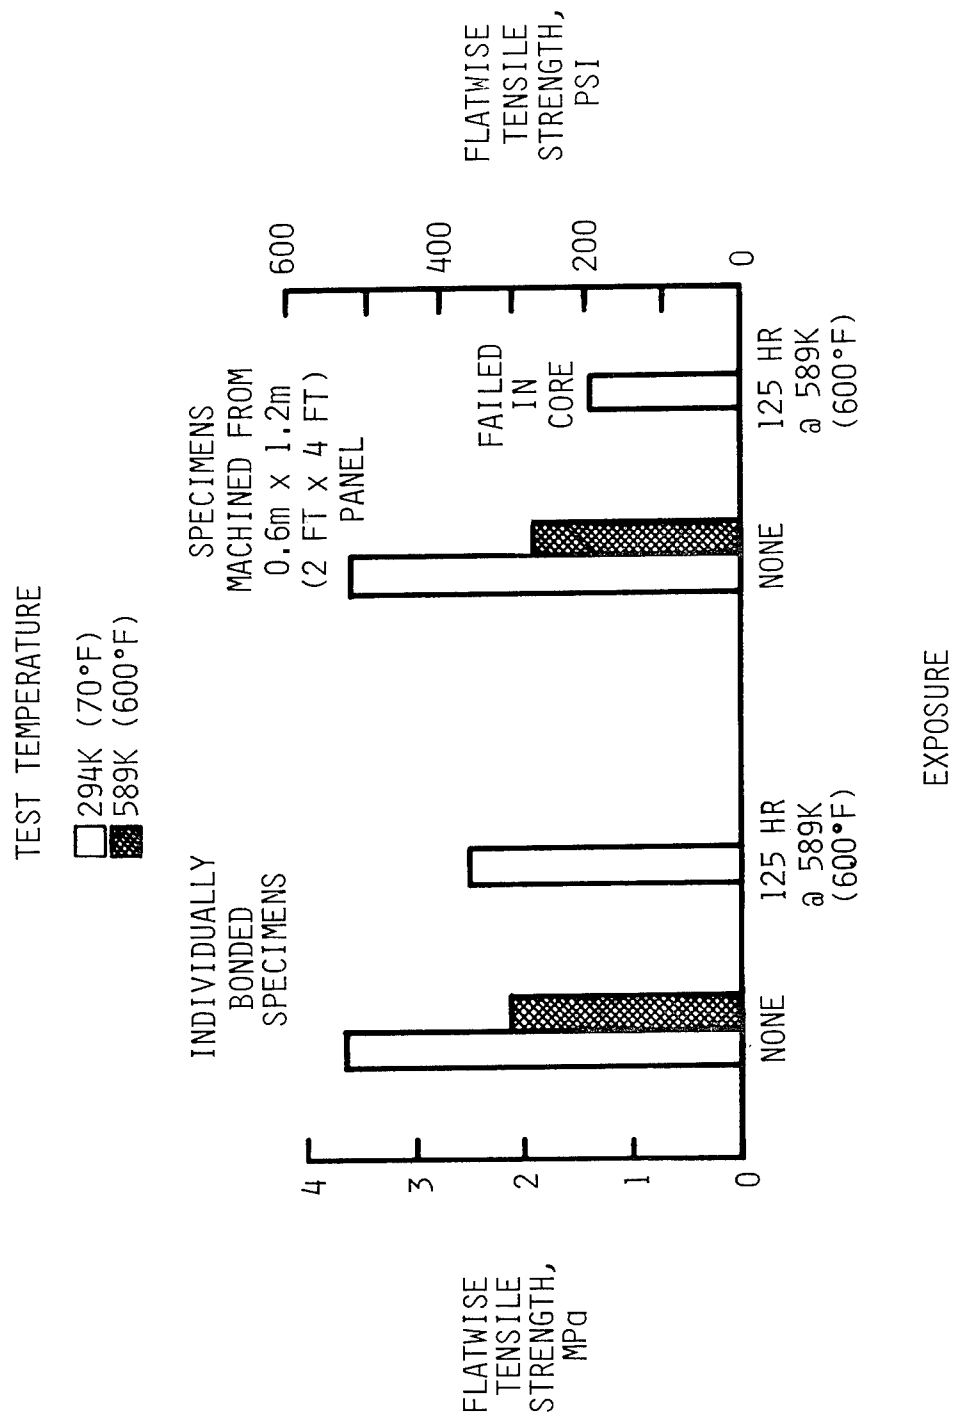 TEST TEMPERATURE
294K (70°F)
589K (600°F)
INDIVIDUALLY
BONDED
SPECIMENS
SPECIMENS
MACHINED FROM
0.6m x 1.2m
(2 FT x 4 FT)
PANEL
FLATWISE
TENSILE
STRENGTH,
MPa
4
3
2
1
0
FAILED
IN
CORE
600
400
200
0
FLATWISE
TENSILE
STRENGTH,
PSI
NONE
125 HR
@ 589K
(600°F)
NONE
125 HR
@ 589K
(600°F)
EXPOSURE